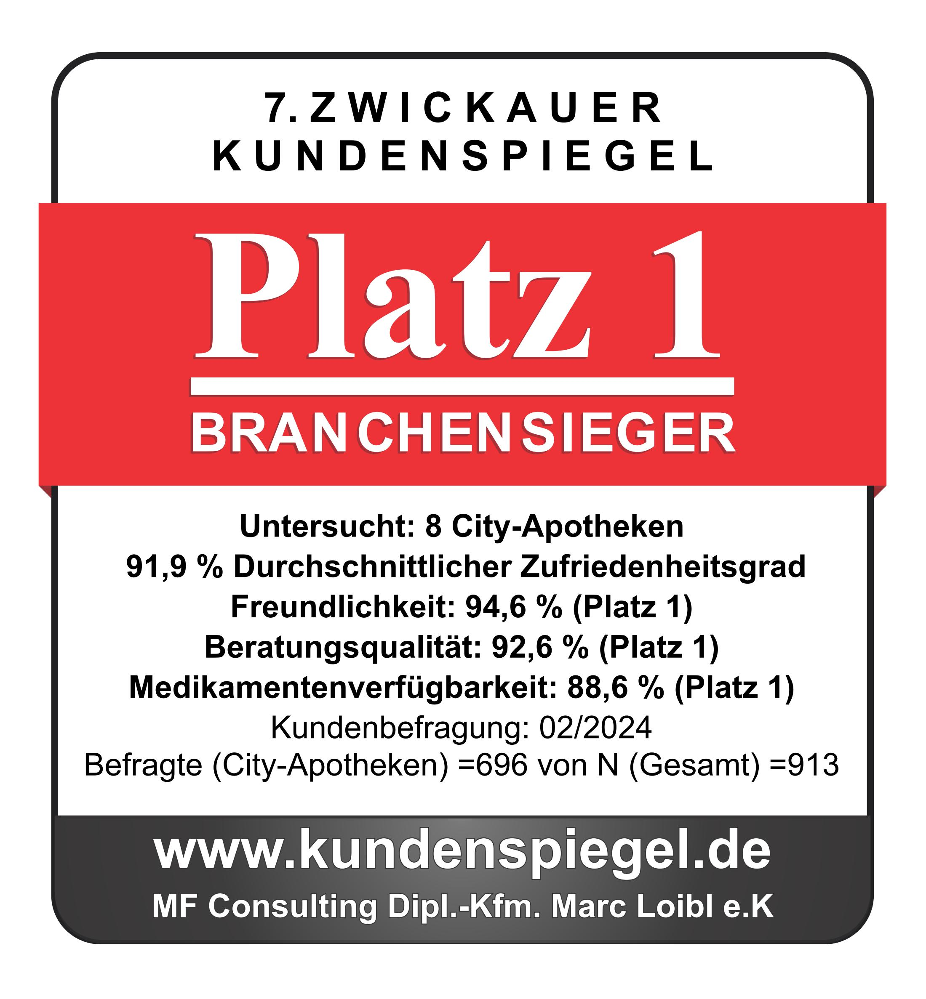 7. ZWICKAUER
KUNDENSPIEGEL
Platz 1
BRANCHENSIEGER
Untersucht: 8 City-Apotheken
91,9 % Durchschnittlicher Zufriedenheitsgrad
Freundlichkeit: 94,6 % (Platz 1)
Beratungsqualität: 92,6 % (Platz 1)
Medikamentenverfügbarkeit: 88,6 % (Platz 1)
Kundenbefragung: 02/2024
Befragte (City-Apotheken) =696 von N (Gesamt) =913
www.kundenspiegel.de
MF Consulting Dipl.-Kfm. Marc Loibl e.K